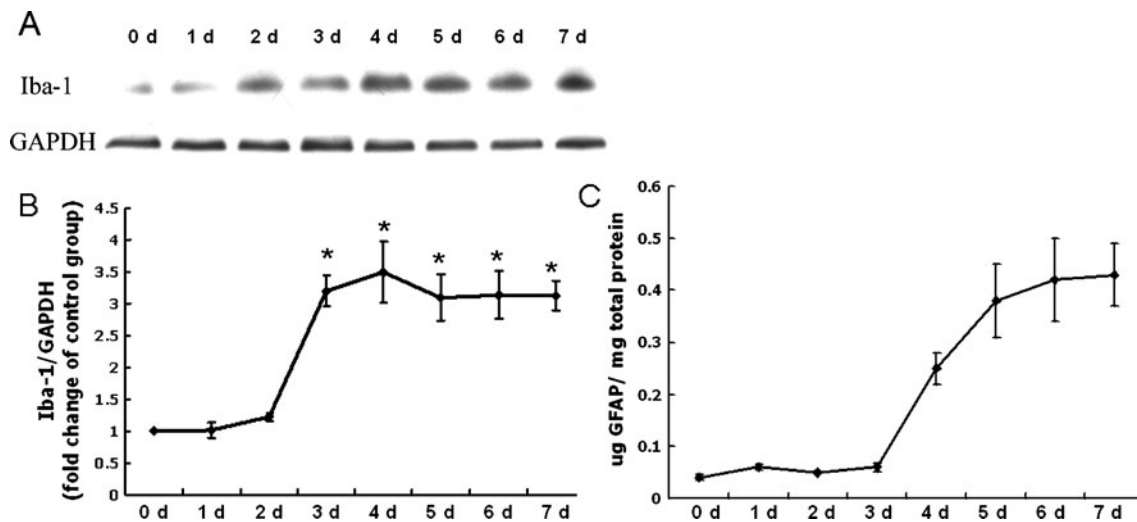 A
0 d 1 d 2 d 3 d 4 d 5 d 6 d 7 d
Iba-1
GAPDH
B
Iba-1/GAPDH
(fold change of control group)
4.5
4
3.5
3
2.5
2
1.5
1
0.5
0
* * * * *
0 d 1 d 2 d 3 d 4 d 5 d 6 d 7 d
C
ug GFAP/ mg total protein
0.6
0.5
0.4
0.3
0.2
0.1
0
0 d 1 d 2 d 3 d 4 d 5 d 6 d 7 d